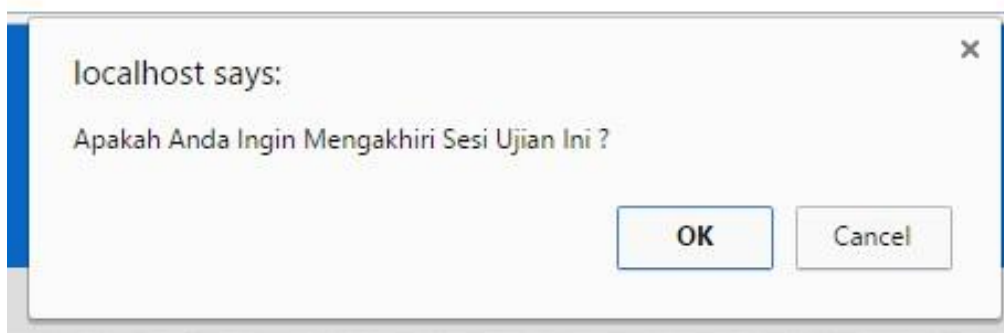 localhost says:
Apakah Anda Ingin Mengakhiri Sesi Ujian Ini ?
OK
Cancel